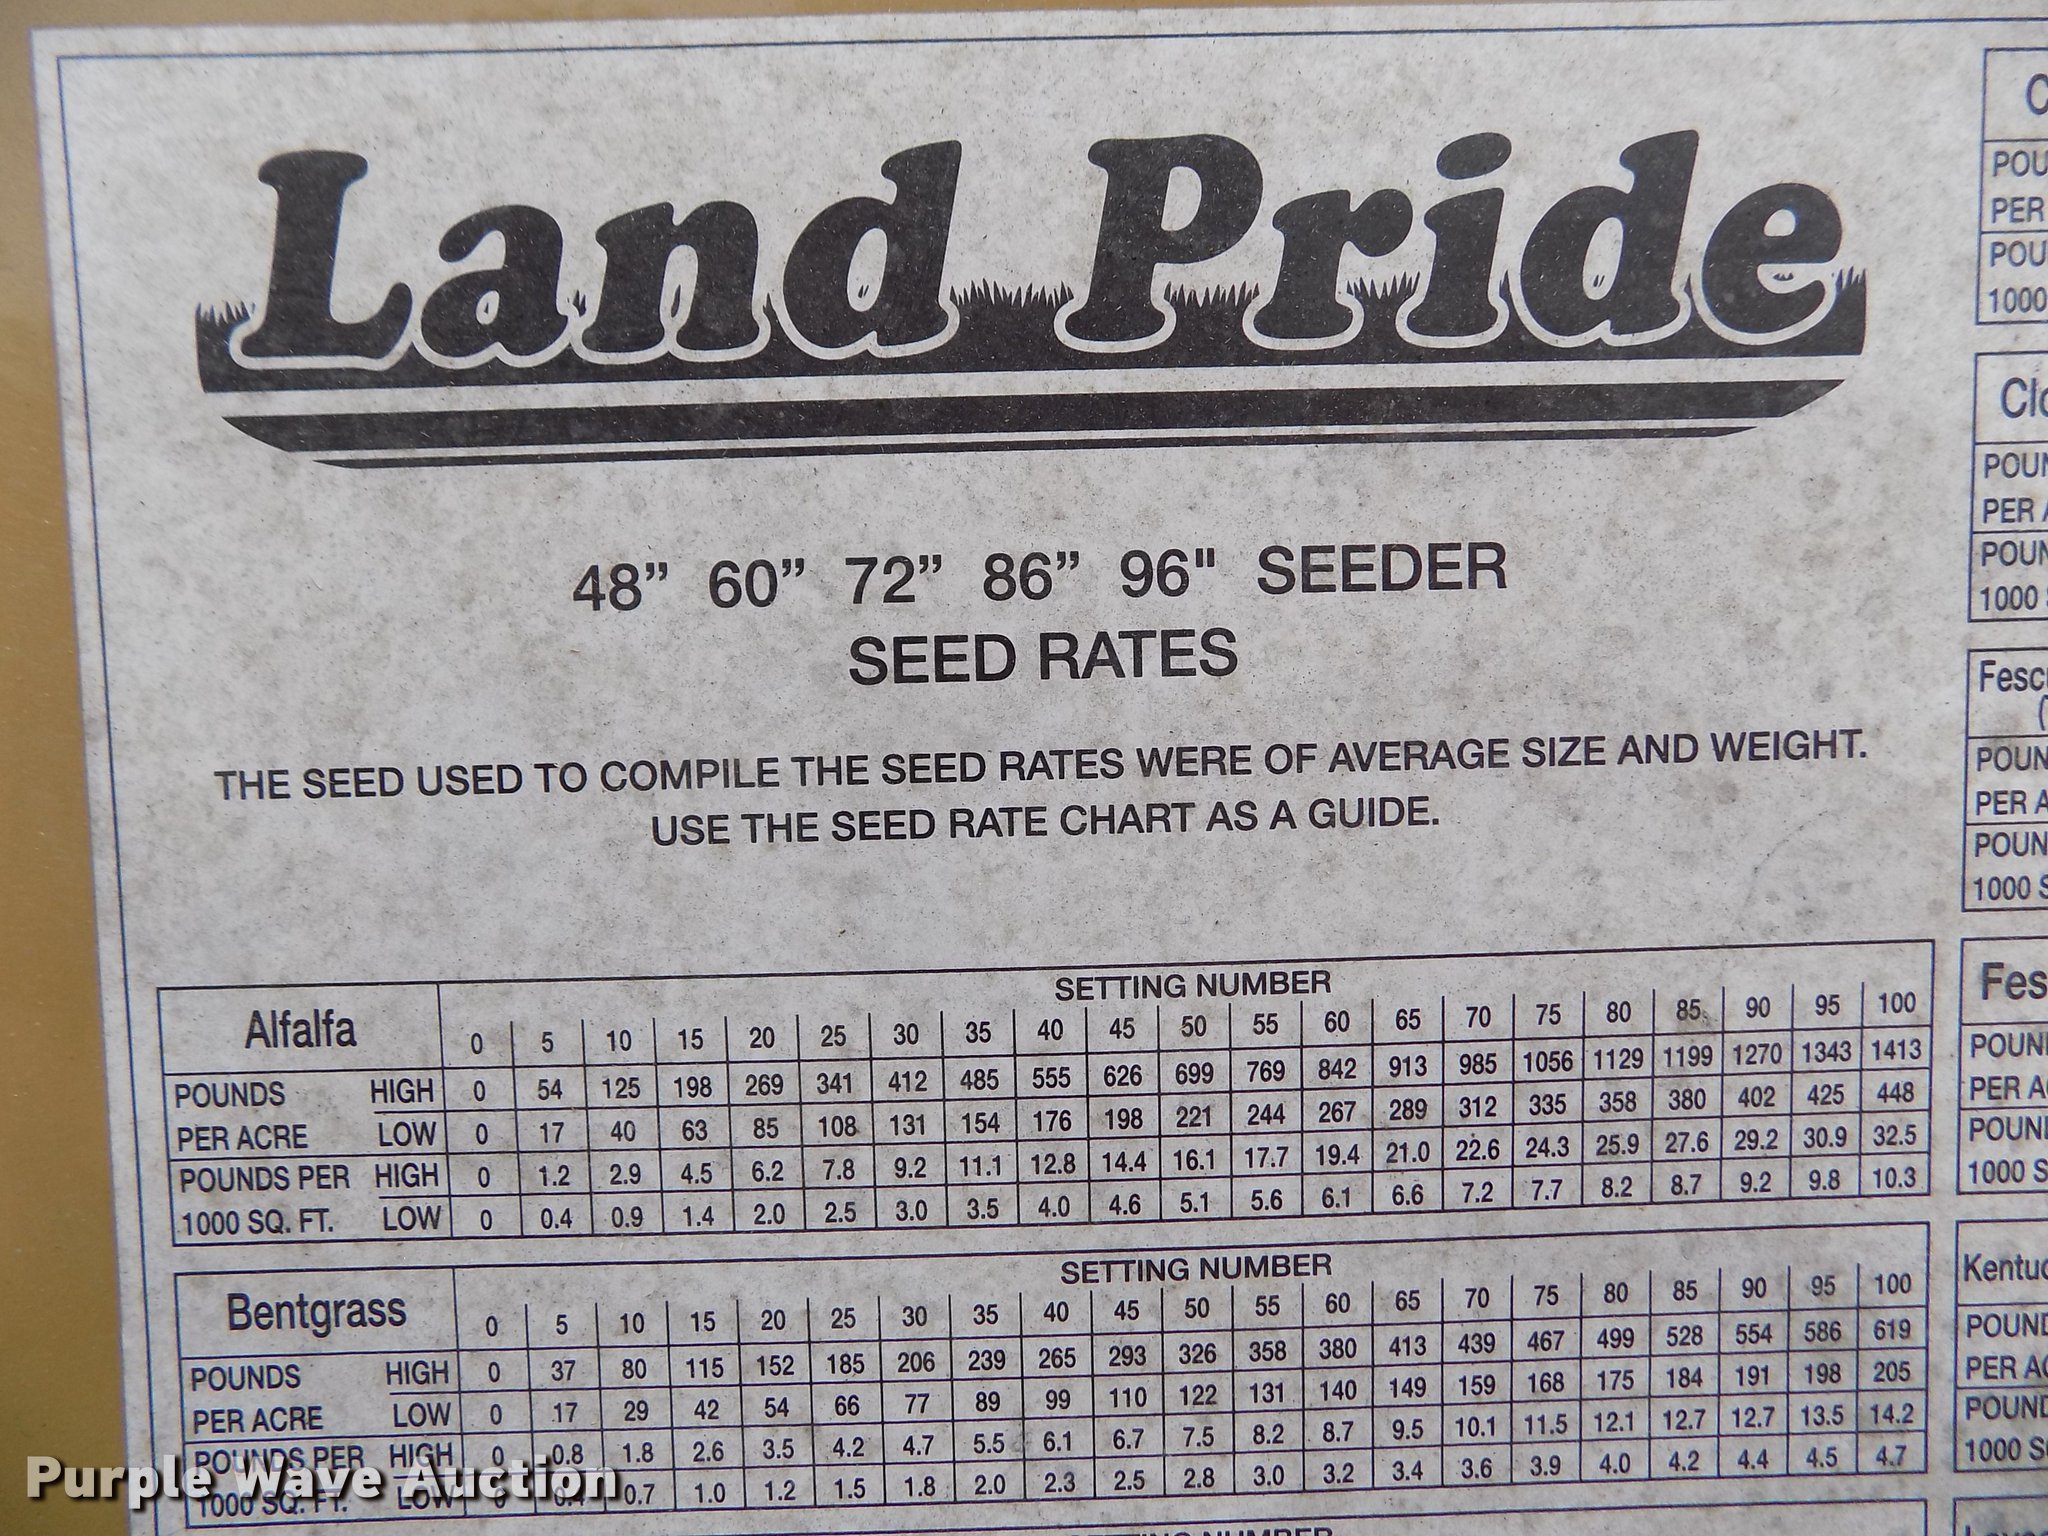 Land Pride
48” 60” 72” 86” 96" SEEDER
SEED RATES
THE SEED USED TO COMPILE THE SEED RATES WERE OF AVERAGE SIZE AND WEIGHT.
USE THE SEED RATE CHART AS A GUIDE.
Alfalfa SETTING NUMBER
0 5 10 15 20 25 30 35 40 45 50 55 60 65 70 75 80 85 90 95 100
POUNDS HIGH 0 54 125 198 269 341 412 485 555 626 699 769 842 913 985 1056 1129 1199 1270 1343 1413
PER ACRE LOW 0 17 40 63 85 108 131 154 176 198 221 244 267 289 312 335 358 380 402 425 448
POUNDS PER HIGH 0 1.2 2.9 4.5 6.2 7.8 9.2 11.1 12.8 14.4 16.1 17.7 19.4 21.0 22.6 24.3 25.9 27.6 29.2 30.9 32.5
1000 SQ. FT. LOW 0 0.4 0.9 1.4 2.0 2.5 3.0 3.5 4.0 4.6 5.1 5.6 6.1 6.6 7.2 7.7 8.2 8.7 9.2 9.8 10.3
Bentgrass SETTING NUMBER
0 5 10 15 20 25 30 35 40 45 50 55 60 65 70 75 80 85 90 95 100
POUNDS HIGH 0 37 80 115 152 185 206 239 265 293 326 358 380 413 439 467 499 528 554 586 619
PER ACRE LOW 0 17 29 42 54 66 77 89 99 110 122 131 140 149 159 168 175 184 191 198 205
POUNDS PER HIGH 0 0.8 1.8 2.6 3.5 4.2 4.7 5.5 6.1 6.7 7.5 8.2 8.7 9.5 10.1 11.5 12.1 12.7 12.7 13.5 14.2
1000 SQ. FT. LOW 0 0.4 0.7 1.0 1.2 1.5 1.8 2.0 2.3 2.5 2.8 3.0 3.2 3.4 3.6 3.9 4.0 4.2 4.4 4.5 4.7
SETTING NUMBER
POU
PER
POU
1000
Clo
POUN
PER A
POUN
1000
Fescu
POUN
PER A
POUN
1000 S
Fes
POUN
PER A
POUN
1000 S
Kentuc
POUND
PER AC
POUND
1000 S
Purple Wave Auction